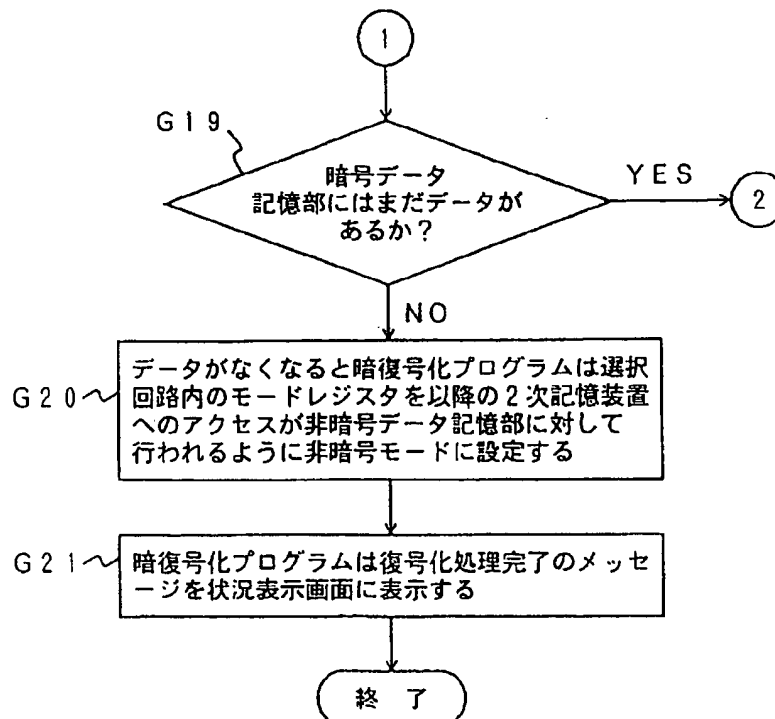 1
G19
暗号データ
記憶部にはまだデータが
あるか？
YES
2
NO
G20
データがなくなると暗復号化プログラムは選択
回路内のモードレジスタを以降の2次記憶装置
へのアクセスが非暗号データ記憶部に対して
行われるように非暗号モードに設定する
G21
暗復号化プログラムは復号化処理完了のメッセ
ージを状況表示画面に表示する
終了